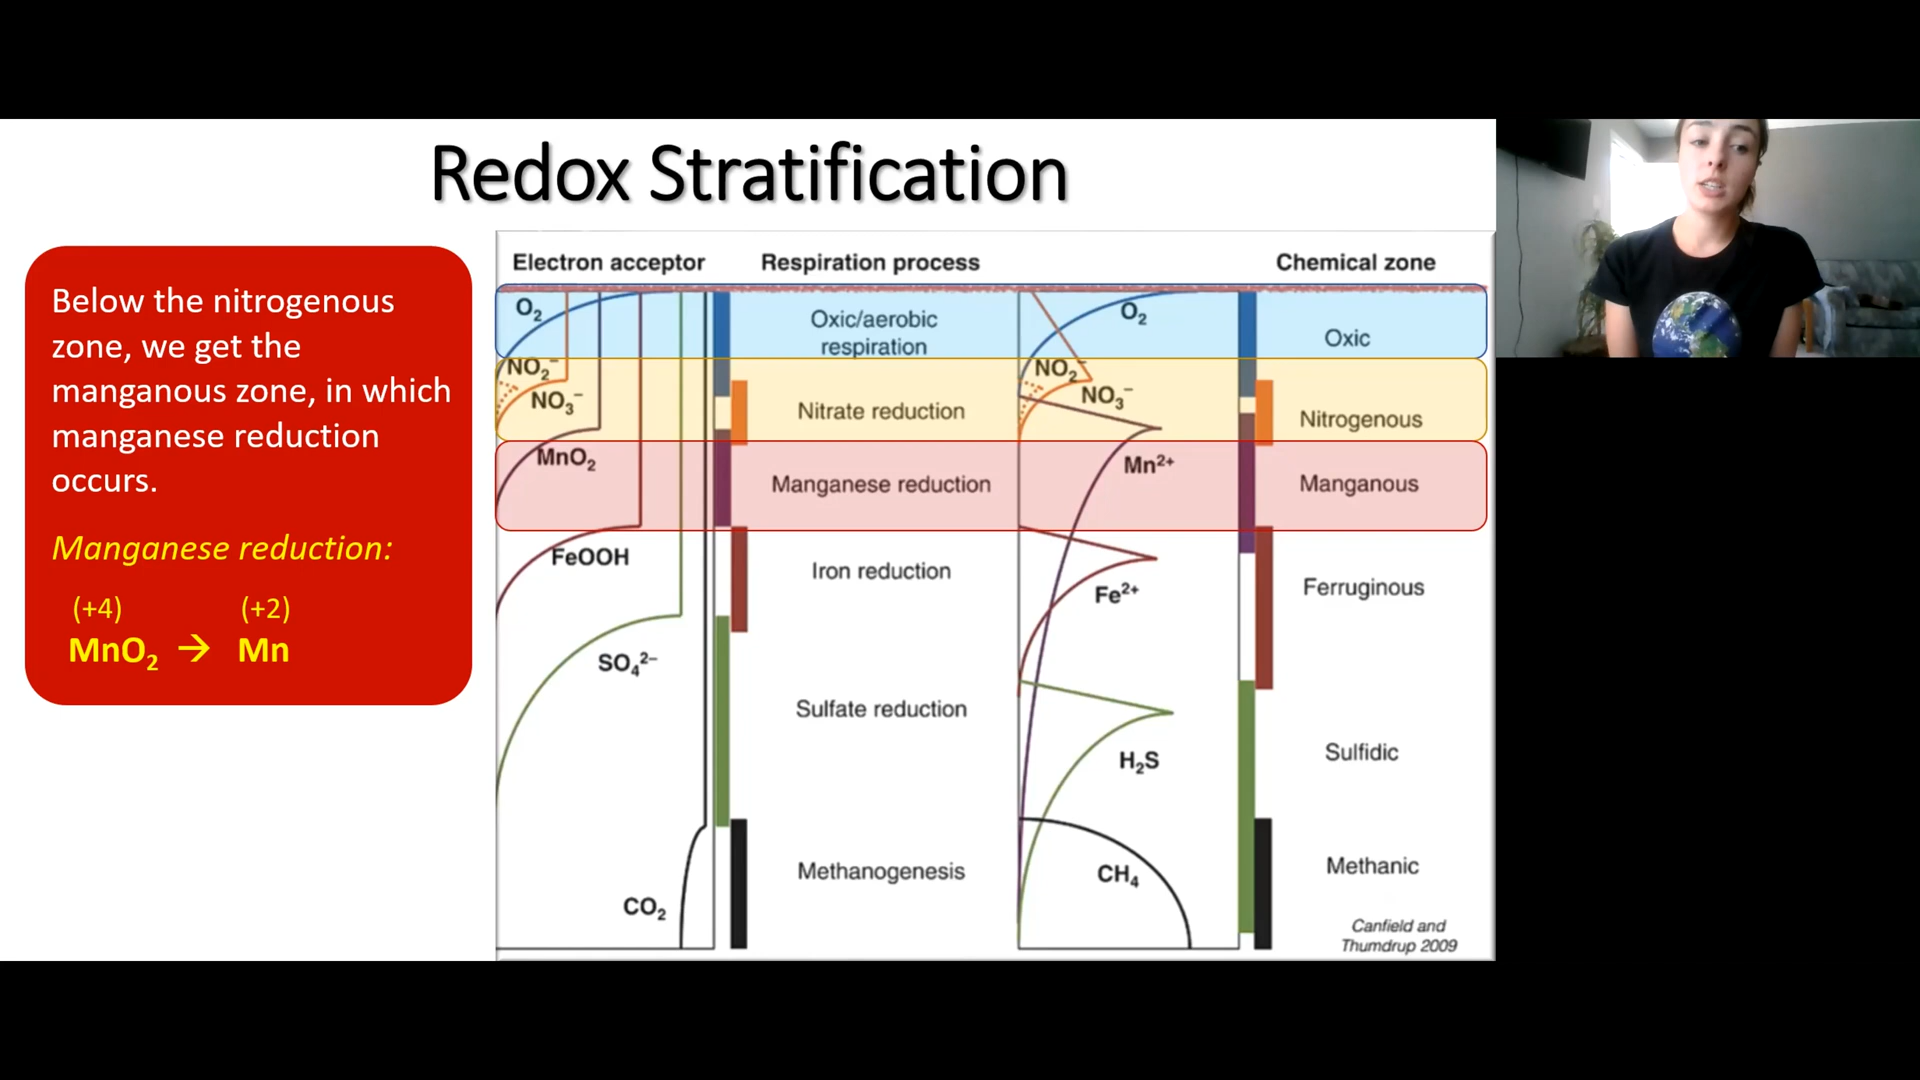 Redox Stratification
Below the nitrogenous
zone, we get the
manganous zone, in which
manganese reduction
occurs.
Manganese reduction:
(+4) (+2)
MnO₂ → Mn
Electron acceptor Respiration process Chemical zone
O₂ Oxic/aerobic respiration O₂ Oxic
NO₂⁻ NO₂⁻
NO₃⁻ Nitrate reduction NO₃⁻ Nitrogenous
MnO₂ Manganese reduction Mn²⁺ Manganous
FeOOH Iron reduction Fe²⁺ Ferruginous
SO₄²⁻ Sulfate reduction H₂S Sulfidic
CO₂ Methanogenesis CH₄ Methanic
Canfield and
Thumdrup 2009